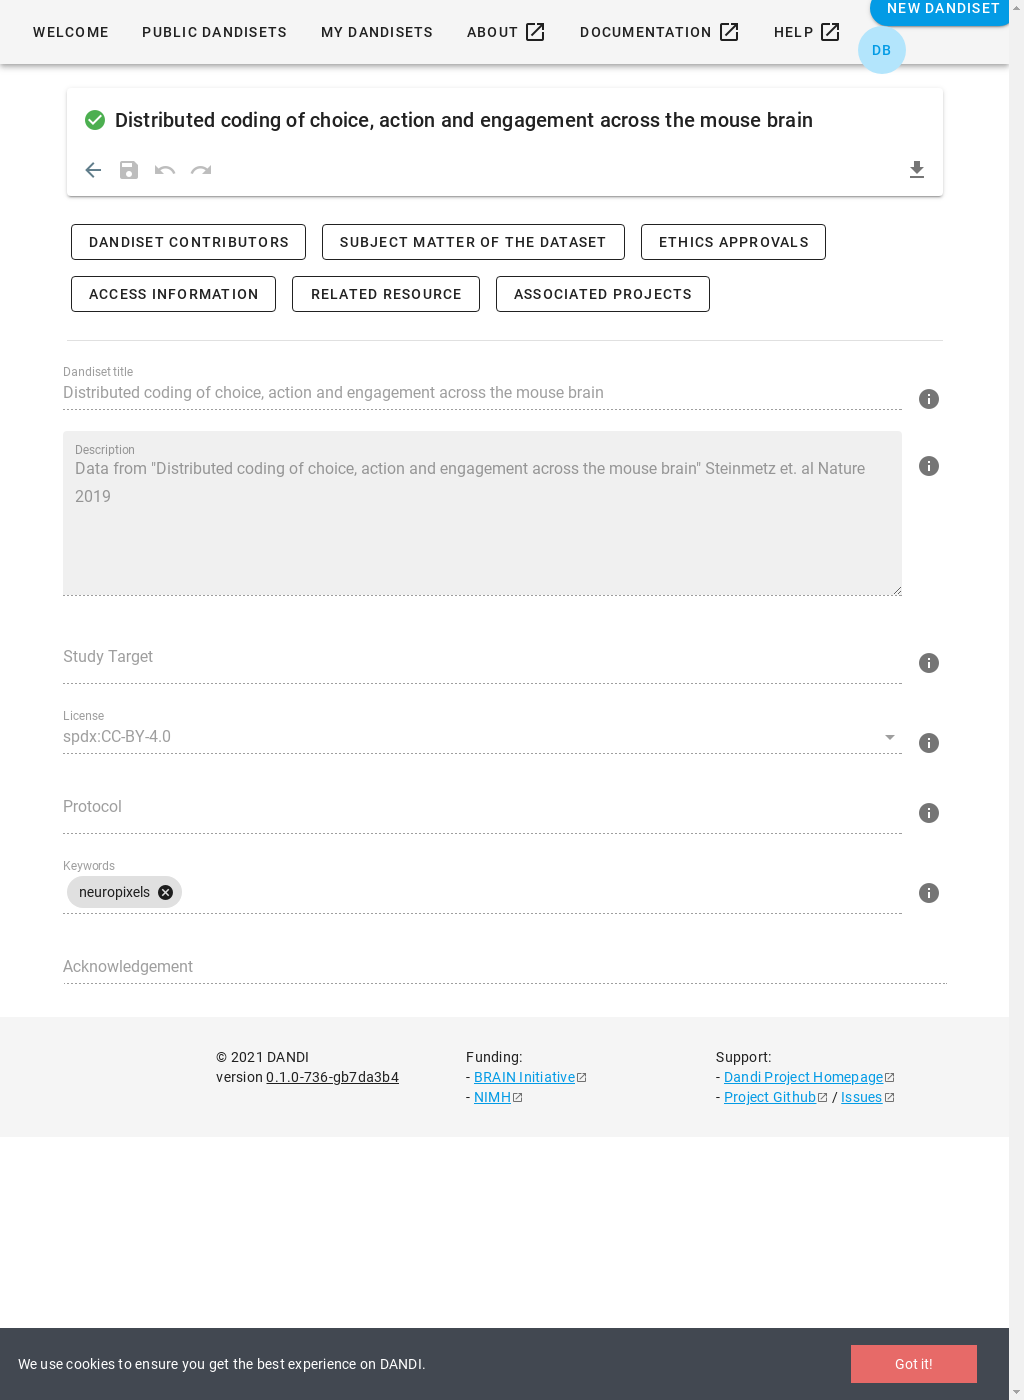 WELCOME PUBLIC DANDISETS MY DANDISETS ABOUT DOCUMENTATION HELP NEW DANDISET
DB
Distributed coding of choice, action and engagement across the mouse brain
DANDISET CONTRIBUTORS SUBJECT MATTER OF THE DATASET ETHICS APPROVALS
ACCESS INFORMATION RELATED RESOURCE ASSOCIATED PROJECTS
Dandiset title
Distributed coding of choice, action and engagement across the mouse brain
Description
Data from "Distributed coding of choice, action and engagement across the mouse brain" Steinmetz et. al Nature
2019
Study Target
License
spdx:CC-BY-4.0
Protocol
Keywords
neuropixels
Acknowledgement
© 2021 DANDI
version 0.1.0-736-gb7da3b4
Funding:
- BRAIN Initiative
- NIMH
Support:
- Dandi Project Homepage
- Project Github / Issues
We use cookies to ensure you get the best experience on DANDI.
Got it!